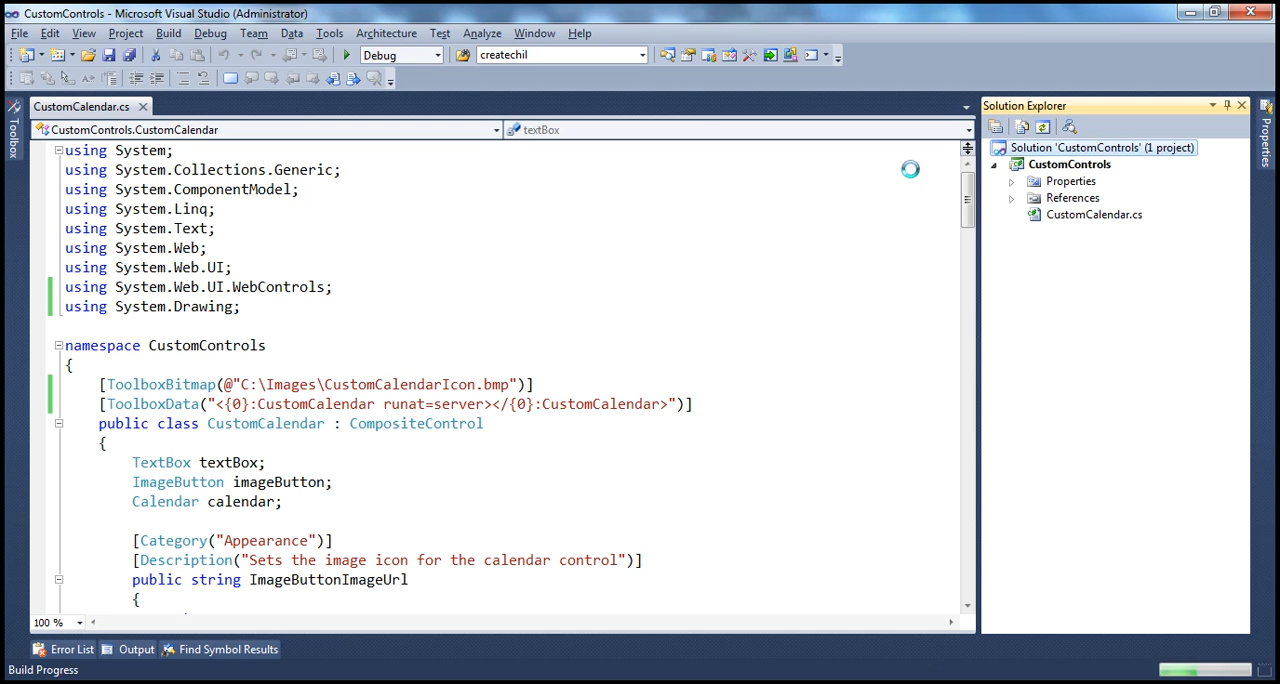 CustomControls - Microsoft Visual Studio (Administrator)
File Edit View Project Build Debug Team Data Tools Architecture Test Analyze Window Help
Debug createchil
Toolbox
CustomCalendar.cs
CustomControls.CustomCalendar textBox
using System;
using System.Collections.Generic;
using System.ComponentModel;
using System.Linq;
using System.Text;
using System.Web;
using System.Web.UI;
using System.Web.UI.WebControls;
using System.Drawing;
namespace CustomControls
{
[ToolboxBitmap(@"C:\Images\CustomCalendarIcon.bmp")]
[ToolboxData("<{0}:CustomCalendar runat=server></{0}:CustomCalendar>")]
public class CustomCalendar : CompositeControl
{
TextBox textBox;
ImageButton imageButton;
Calendar calendar;
[Category("Appearance")]
[Description("Sets the image icon for the calendar control")]
public string ImageButtonImageUrl
{
100 %
Solution Explorer
Solution 'CustomControls' (1 project)
CustomControls
Properties
References
CustomCalendar.cs
Properties
Error List Output Find Symbol Results
Build Progress